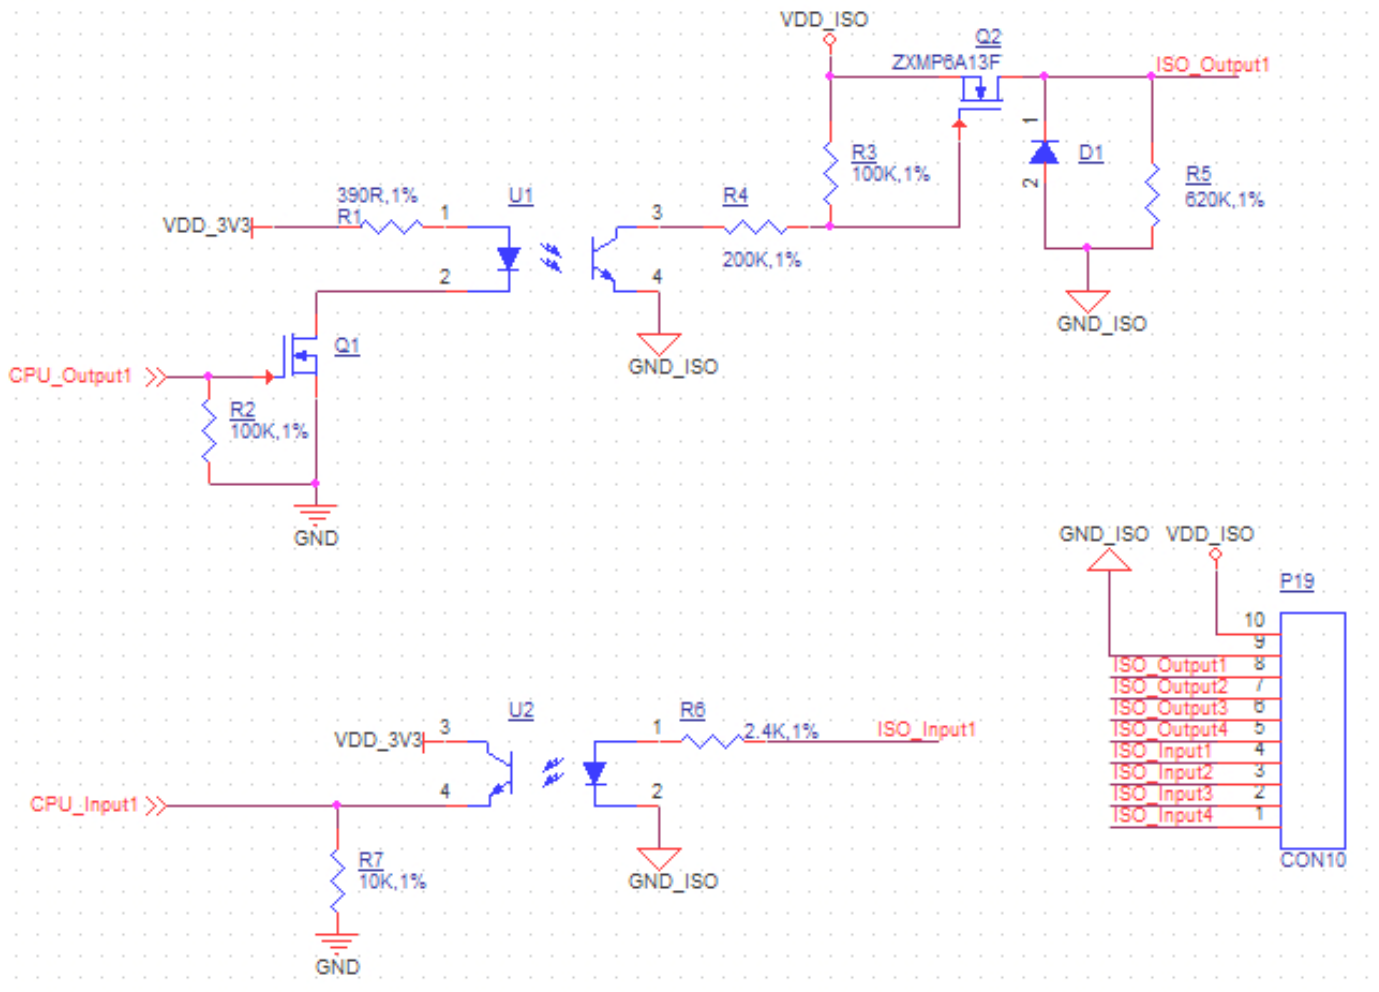 VDD_ISO
Q2
ZXMP6A13F
ISO_Output1
R3
100K,1%
1
D1
2
R5
620K,1%
390R,1%
R1
VDD_3V3
1
U1
3
R4
200K,1%
2
4
GND_ISO
GND_ISO
Q1
CPU_Output1
R2
100K,1%
GND
GND_ISO
VDD_ISO
P19
10
9
ISO_Output1
8
ISO_Output2
7
ISO_Output3
6
ISO_Output4
5
ISO_Input1
4
ISO_Input2
3
ISO_Input3
2
ISO_Input4
1
CON10
U2
VDD_3V3
3
1
R6
2.4K,1%
ISO_Input1
CPU_Input1
4
2
R7
10K,1%
GND_ISO
GND